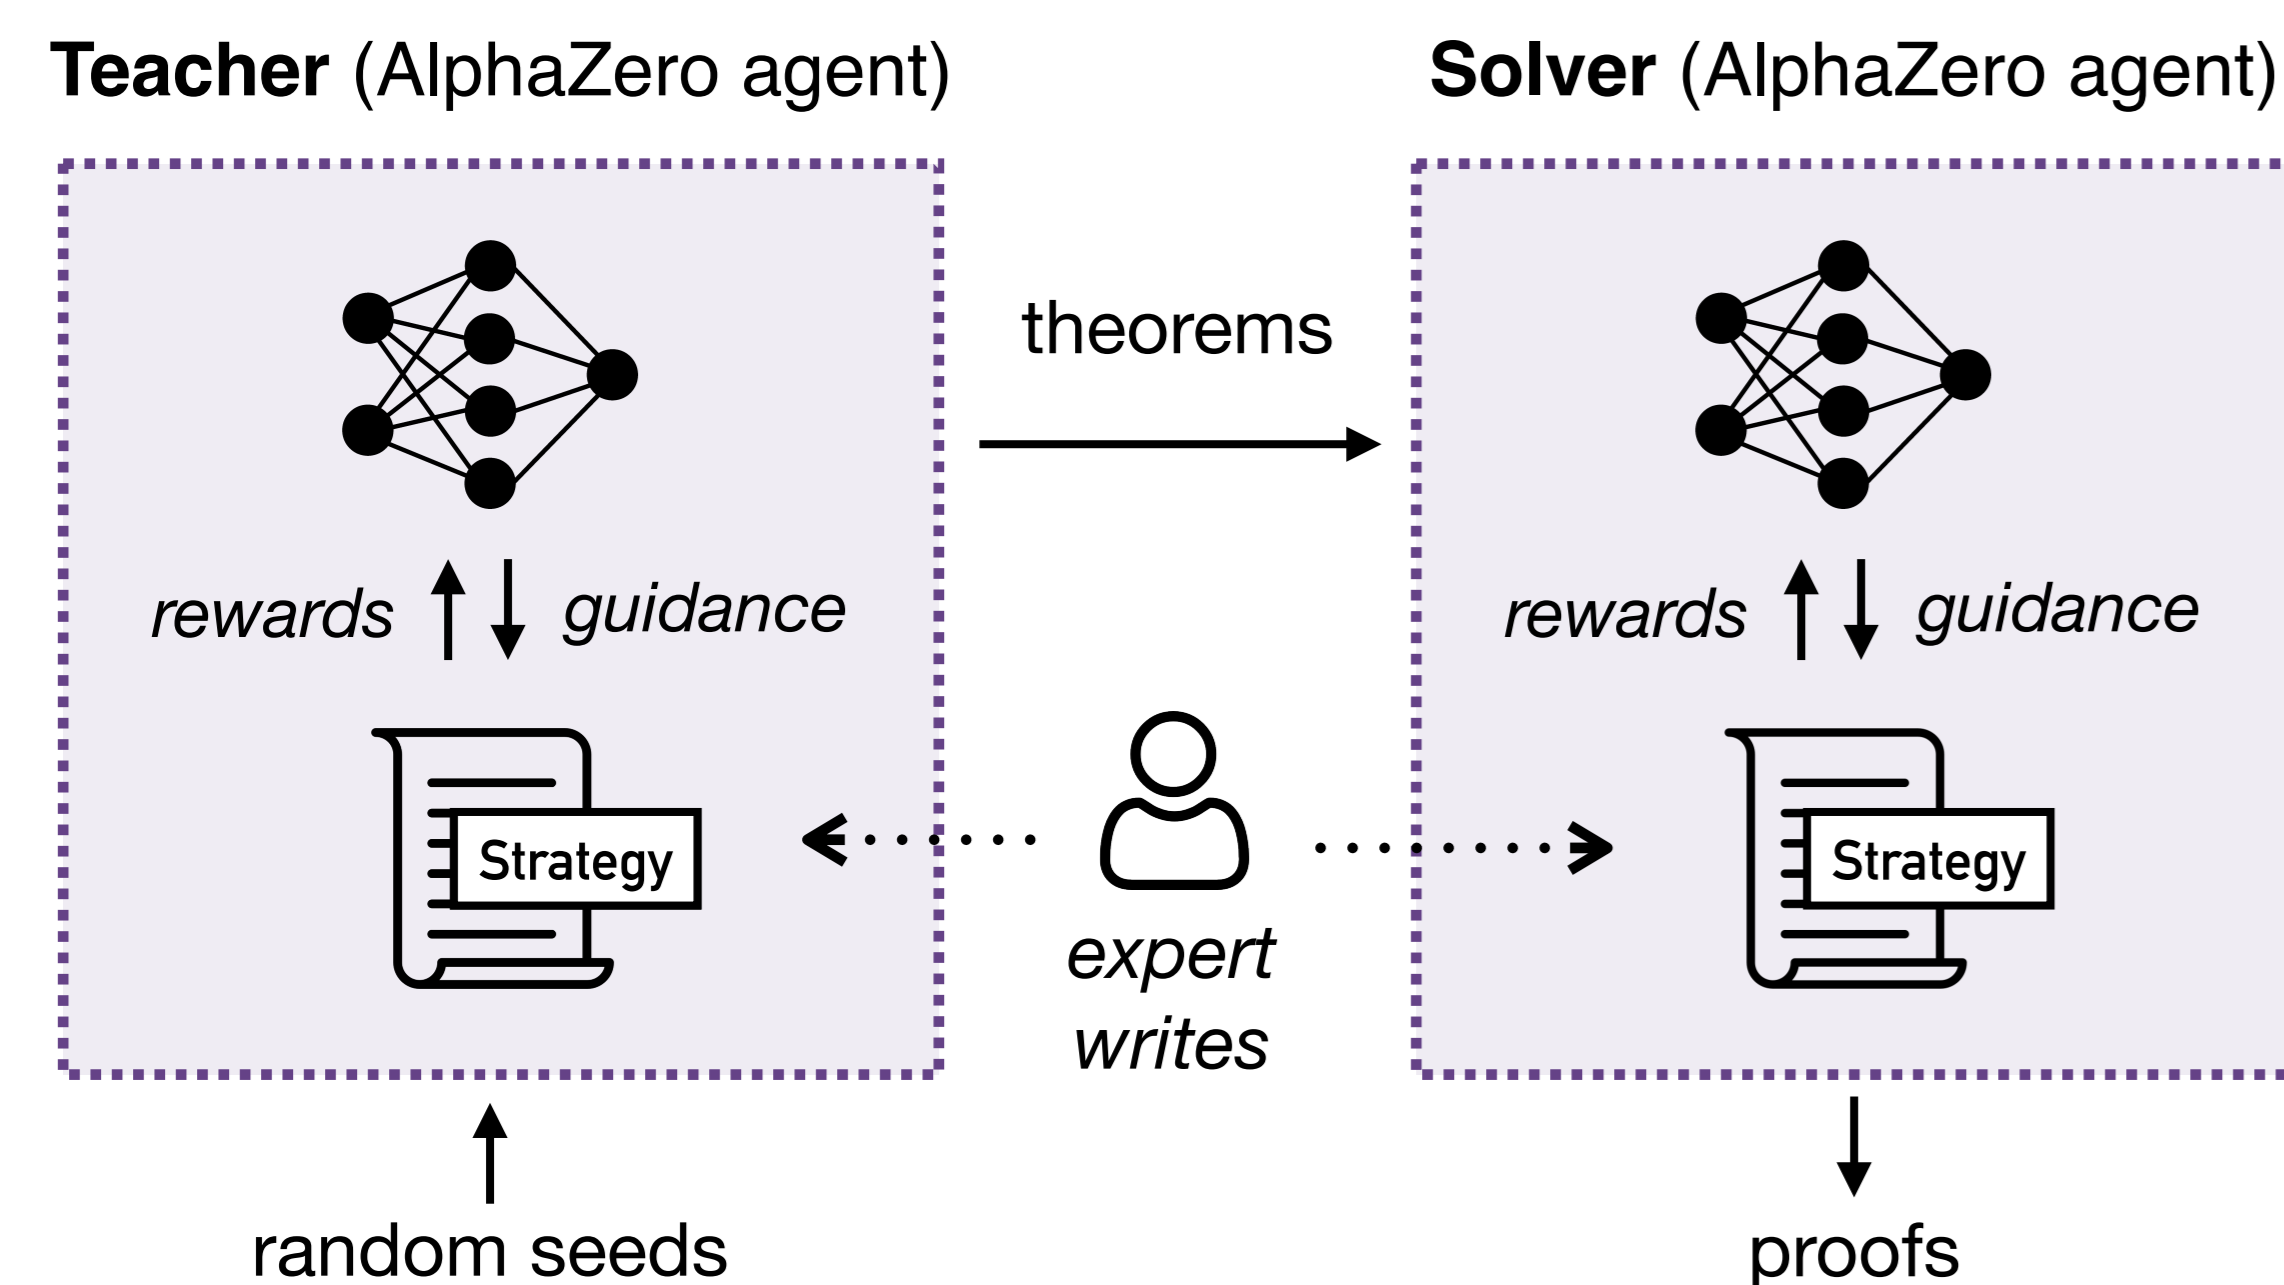 Teacher (AlphaZero agent)
Solver (AlphaZero agent)
theorems
rewards
guidance
rewards
guidance
Strategy
Strategy
expert
writes
random seeds
proofs